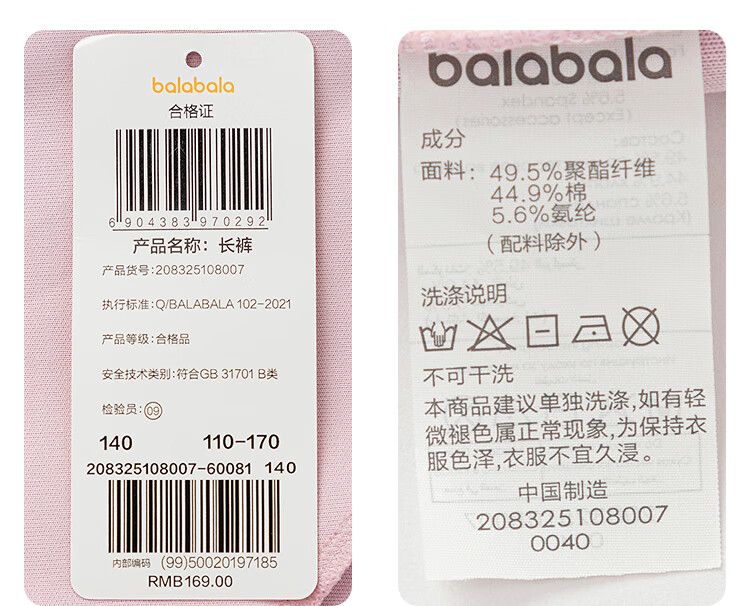 balabala
合格证
6 904383 970292
产品名称：长裤
产品货号:208325108007
执行标准:Q/BALABALA 102-2021
产品等级:合格品
安全技术类别:符合GB 31701 B类
检验员:09
140 110-170
208325108007-60081 140
内部编码 (99)50020197185
RMB169.00
balabala
成分
面料：49.5%聚酯纤维
44.9%棉
5.6%氨纶
（配料除外）
洗涤说明
不可干洗
本商品建议单独洗涤,如有轻
微褪色属正常现象,为保持衣
服色泽,衣服不宜久浸。
中国制造
208325108007
0040